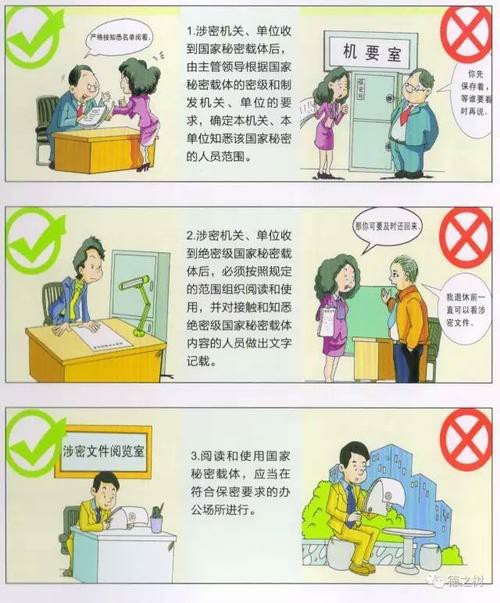 严格按知悉名单阅看。
1.涉密机关、单位收
到国家秘密载体后，
由主管领导根据国家
秘密载体的密级和制
发机关、单位的要
求，确定本机关、本
单位知悉该国家秘密
的人员范围。
机要室
你先
保存着，
等谁要看
时再说。
2.涉密机关、单位收
到绝密级国家秘密载
体后，必须按照规定
的范围组织阅读和使
用，并对接触和知悉
绝密级国家秘密载体
内容的人员做出文字
记载。
那你可要及时还回来。
我退休前一
直可以看涉
密文件。
涉密文件阅览室
3.阅读和使用国家
秘密载体，应当在
符合保密要求的办
公场所进行。
德之树